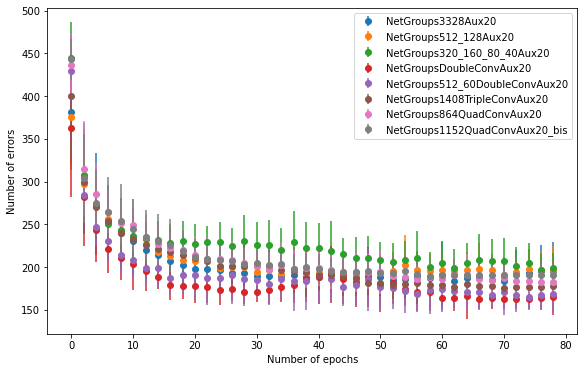 500
450
400
350
300
250
200
150
Number of errors
0
10
20
30
40
50
60
70
80
Number of epochs
NetGroups3328Aux20
NetGroups512_128Aux20
NetGroups320_160_80_40Aux20
NetGroupsDoubleConvAux20
NetGroups512_60DoubleConvAux20
NetGroups1408TripleConvAux20
NetGroups864QuadConvAux20
NetGroups1152QuadConvAux20_bis